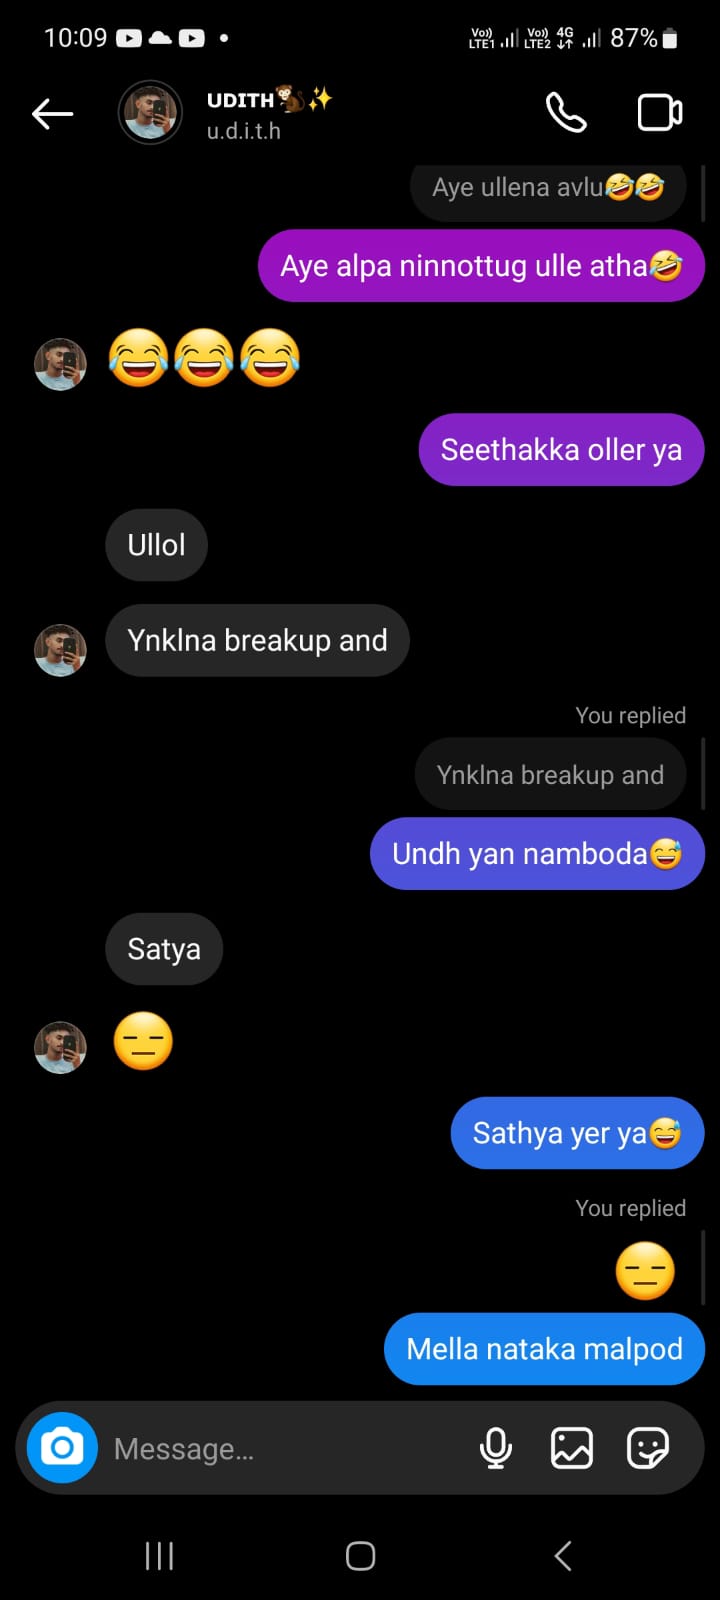 10:09
Vo)) LTE1 Vo)) LTE2 4G 87%
UDITH🐒✨
u.d.i.t.h
Aye ullena avlu🤣🤣
Aye alpa ninnottug ulle atha🤣
😂😂😂
Seethakka oller ya
Ullol
Ynklna breakup and
You replied
Ynklna breakup and
Undh yan namboda😅
Satya
😑
Sathya yer ya😅
You replied
😑
Mella nataka malpod
Message...